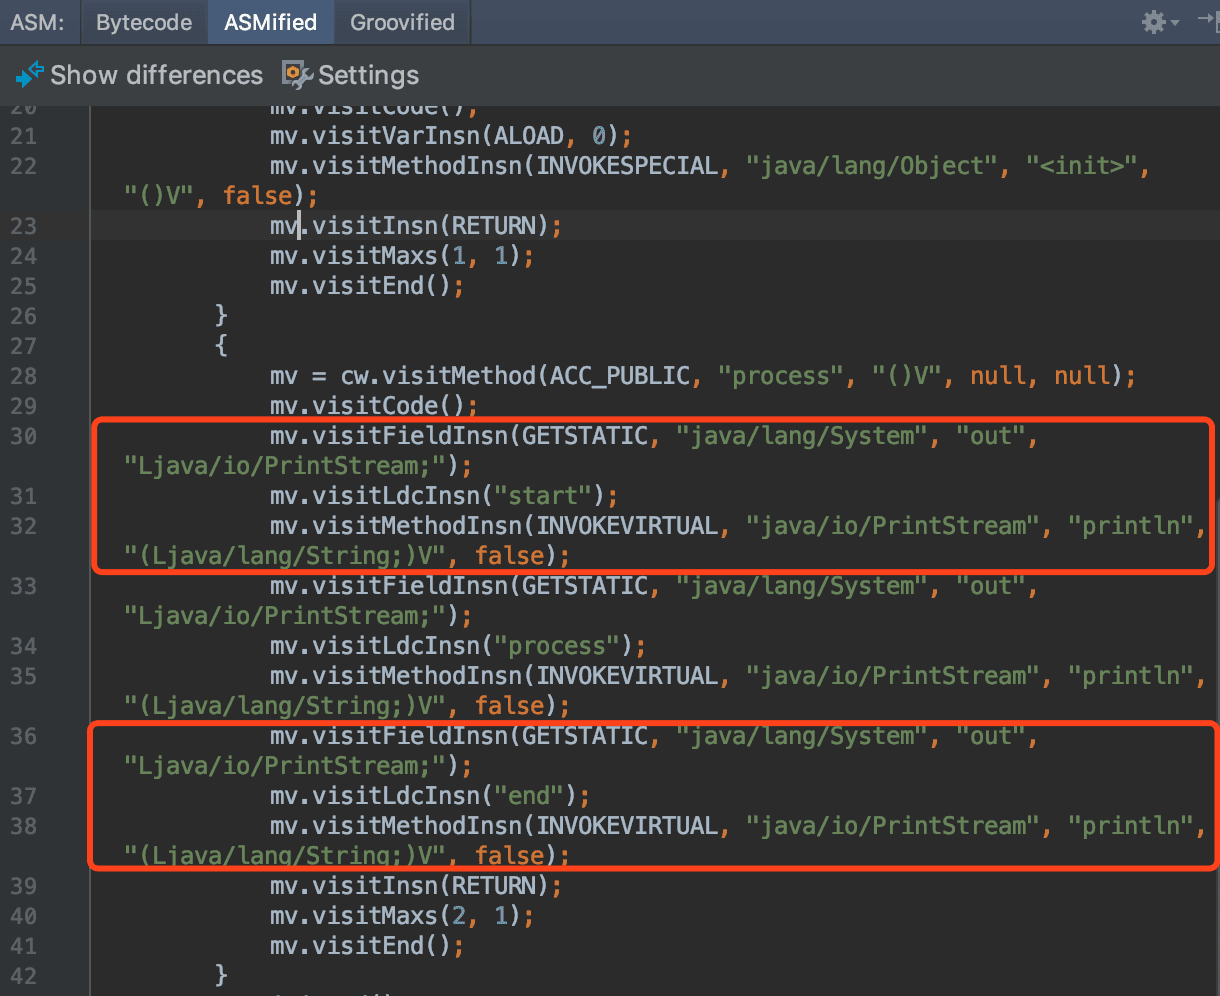 ASM: Bytecode ASMified Groovified
Show differences Settings
20 mv.visitCode();
21 mv.visitVarInsn(ALOAD, 0);
22 mv.visitMethodInsn(INVOKESPECIAL, "java/lang/Object", "<init>",
"()V", false);
23 mv.visitInsn(RETURN);
24 mv.visitMaxs(1, 1);
25 mv.visitEnd();
26 }
27 {
28 mv = cw.visitMethod(ACC_PUBLIC, "process", "()V", null, null);
29 mv.visitCode();
30 mv.visitFieldInsn(GETSTATIC, "java/lang/System", "out",
"Ljava/io/PrintStream;");
31 mv.visitLdcInsn("start");
32 mv.visitMethodInsn(INVOKEVIRTUAL, "java/io/PrintStream", "println",
"(Ljava/lang/String;)V", false);
33 mv.visitFieldInsn(GETSTATIC, "java/lang/System", "out",
"Ljava/io/PrintStream;");
34 mv.visitLdcInsn("process");
35 mv.visitMethodInsn(INVOKEVIRTUAL, "java/io/PrintStream", "println",
"(Ljava/lang/String;)V", false);
36 mv.visitFieldInsn(GETSTATIC, "java/lang/System", "out",
"Ljava/io/PrintStream;");
37 mv.visitLdcInsn("end");
38 mv.visitMethodInsn(INVOKEVIRTUAL, "java/io/PrintStream", "println",
"(Ljava/lang/String;)V", false);
39 mv.visitInsn(RETURN);
40 mv.visitMaxs(2, 1);
41 mv.visitEnd();
42 }